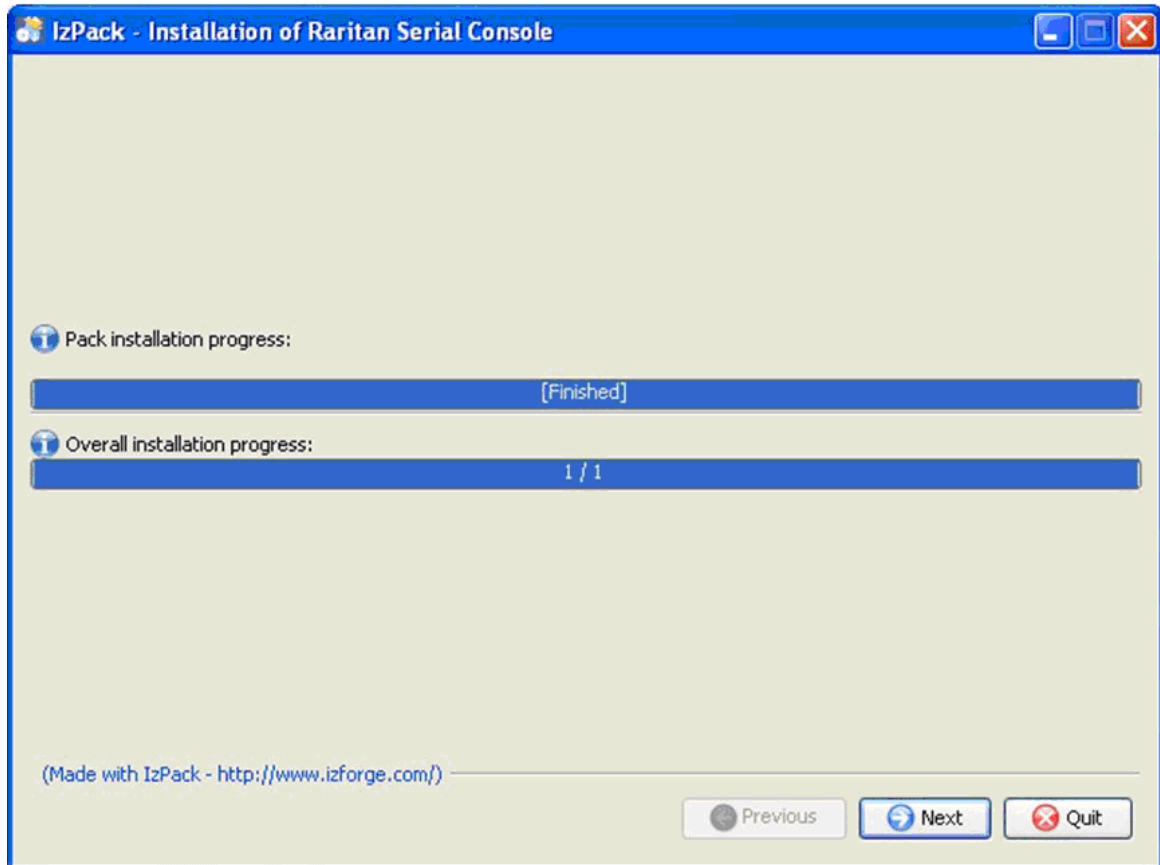 IzPack - Installation of Raritan Serial Console
Pack installation progress:
[Finished]
Overall installation progress:
1 / 1
(Made with IzPack - http://www.izforge.com/)
Previous
Next
Quit